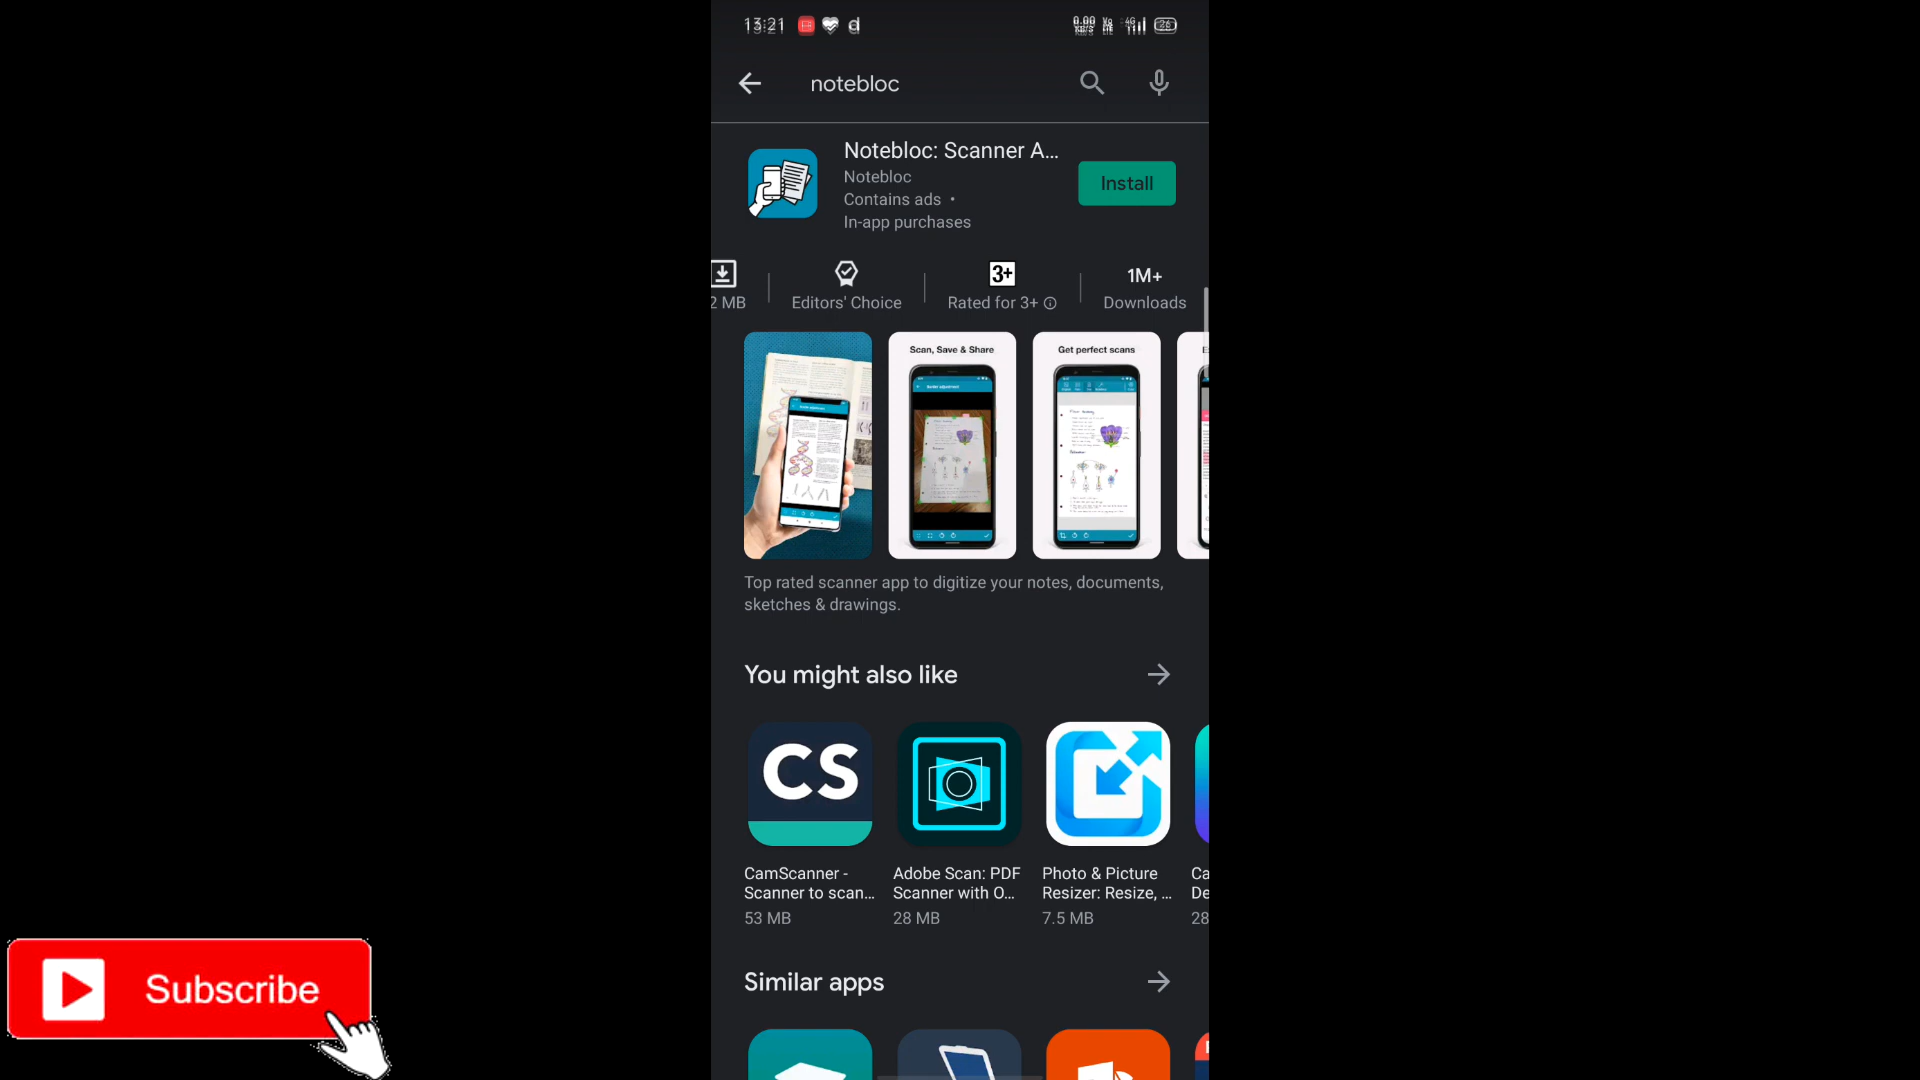 13:21
notebloc
Notebloc: Scanner A...
Notebloc
Contains ads •
In-app purchases
Install
2 MB
Editors' Choice
3+
Rated for 3+
1M+
Downloads
Scan, Save & Share
Get perfect scans
Top rated scanner app to digitize your notes, documents,
sketches & drawings.
You might also like
CS
CamScanner -
Scanner to scan...
53 MB
Adobe Scan: PDF
Scanner with O...
28 MB
Photo & Picture
Resizer: Resize, ...
7.5 MB
Ca
De
28
Similar apps
Subscribe